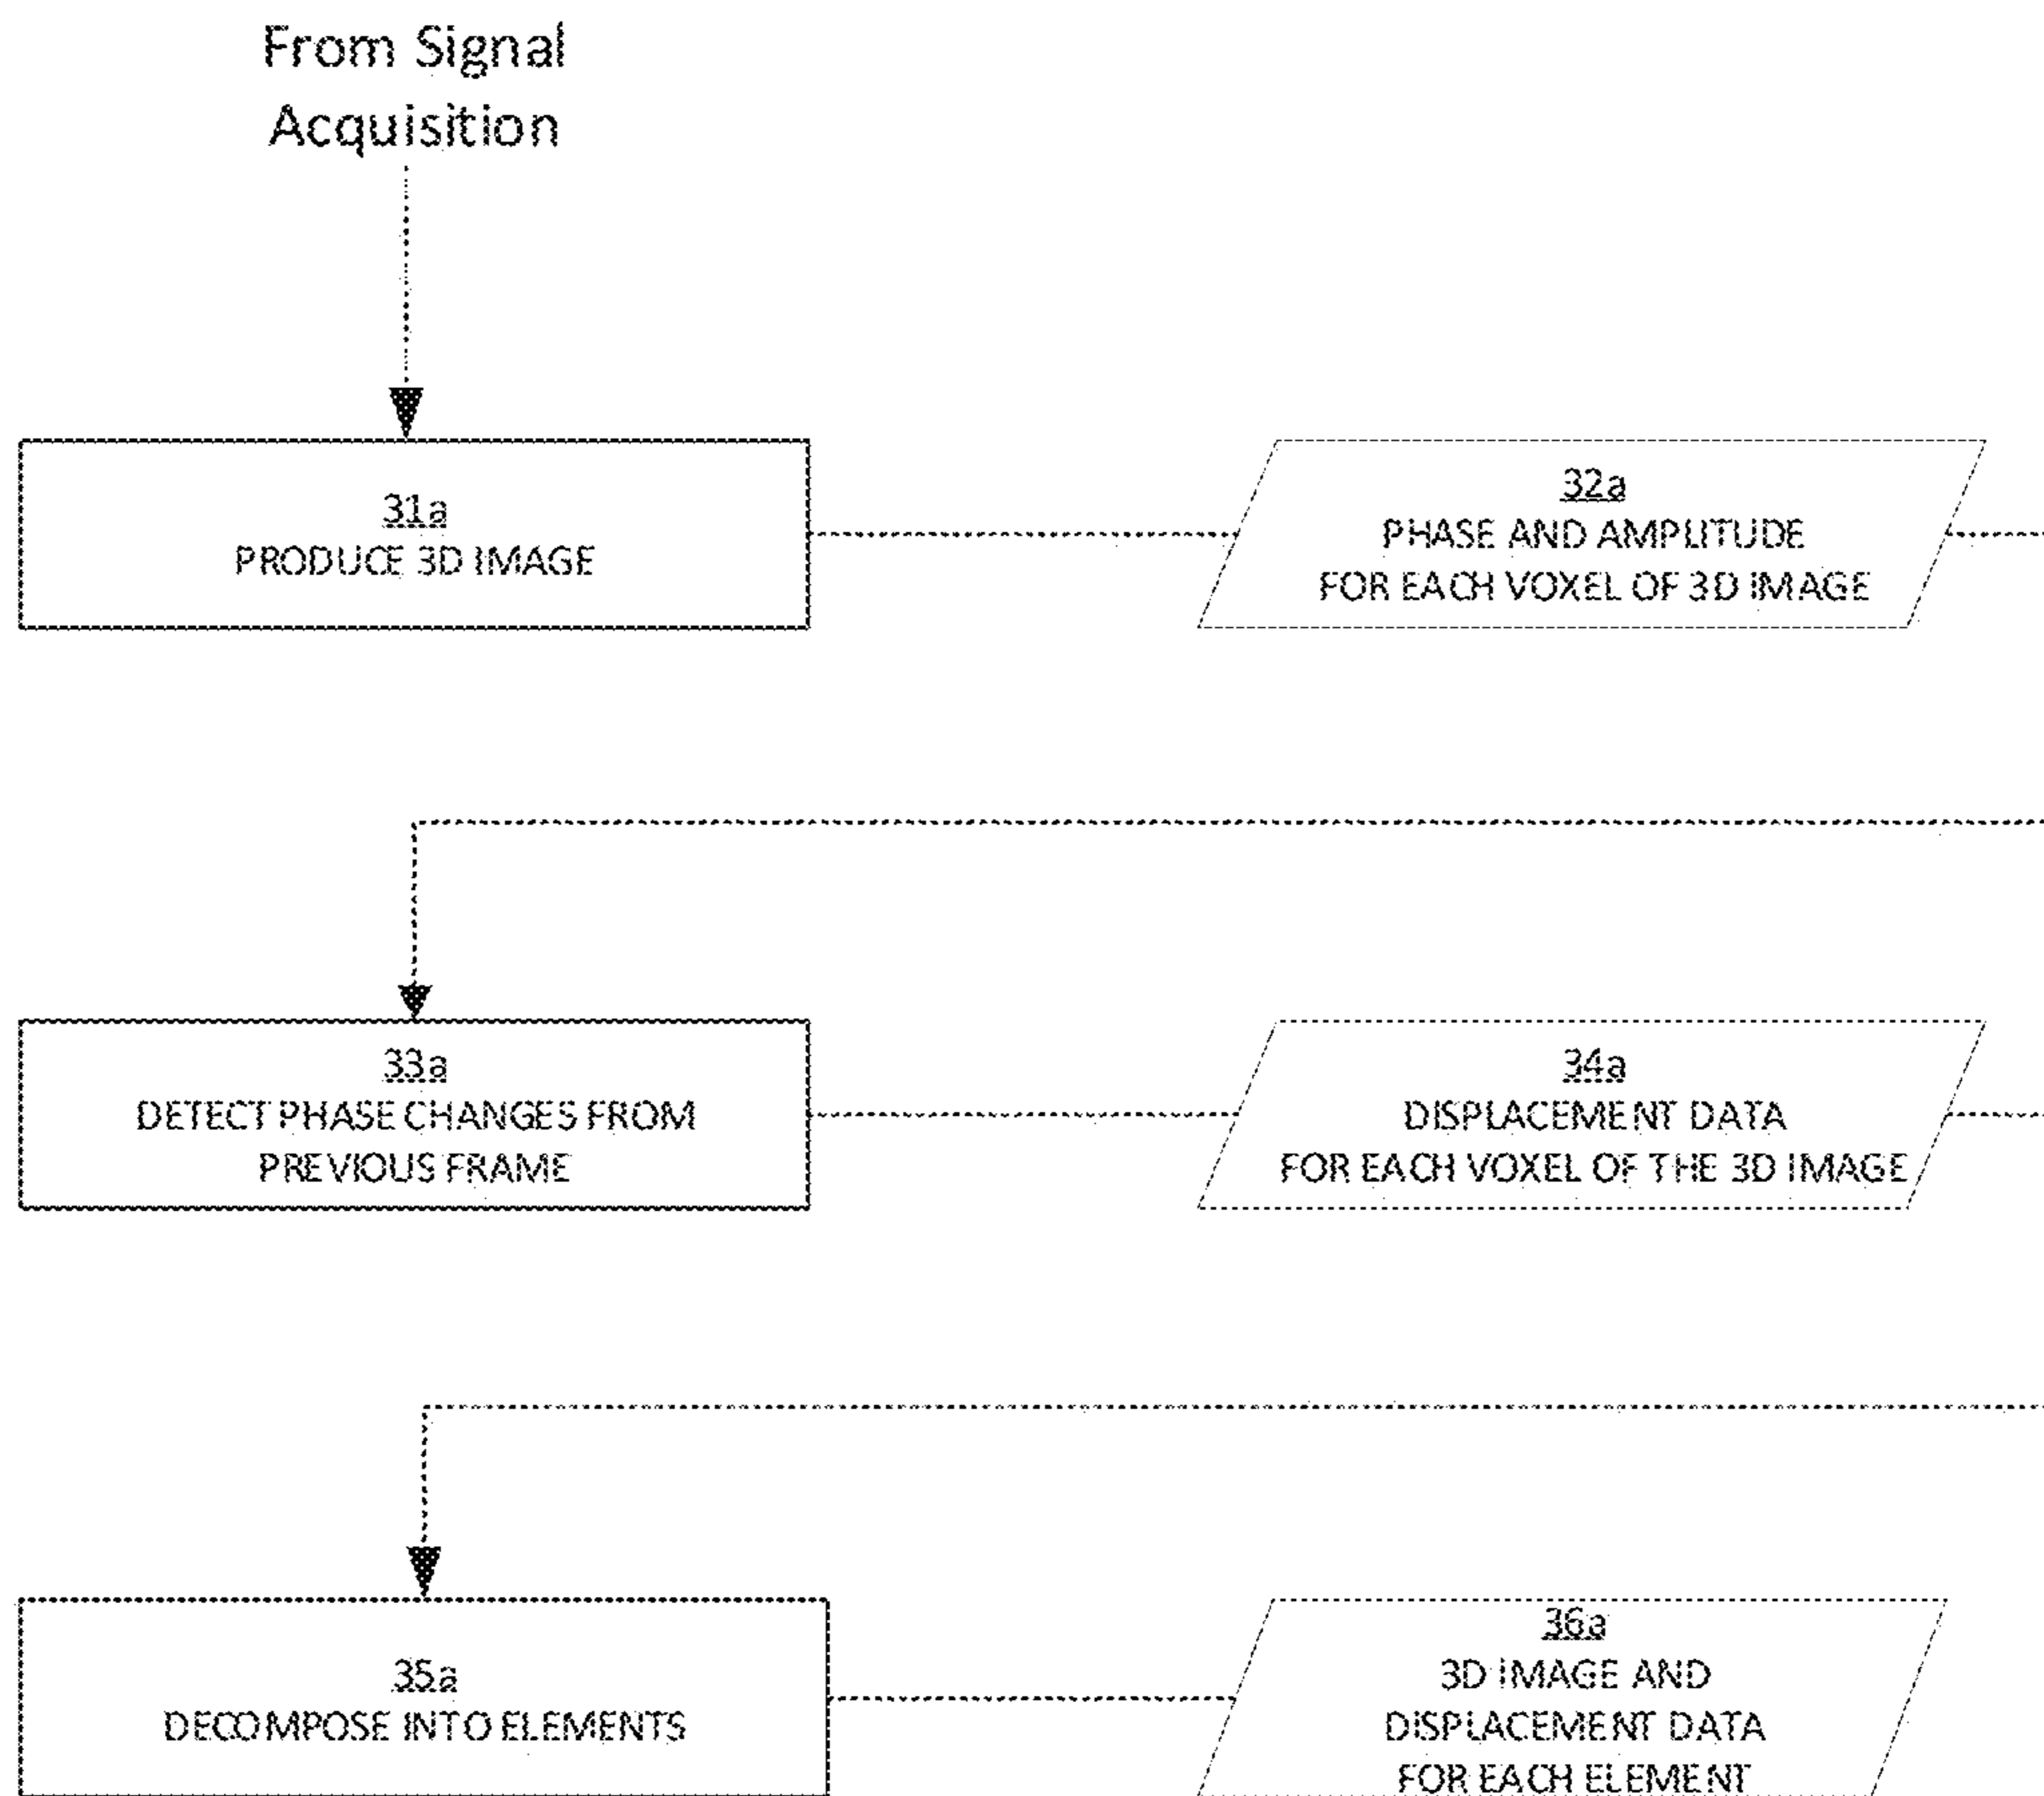 From Signal
Acquisition
31a
PRODUCE 3D IMAGE
32a
PHASE AND AMPLITUDE
FOR EACH VOXEL OF 3D IMAGE
33a
DETECT PHASE CHANGES FROM
PREVIOUS FRAME
34a
DISPLACEMENT DATA
FOR EACH VOXEL OF THE 3D IMAGE
35a
DECOMPOSE INTO ELEMENTS
36a
3D IMAGE AND
DISPLACEMENT DATA
FOR EACH ELEMENT